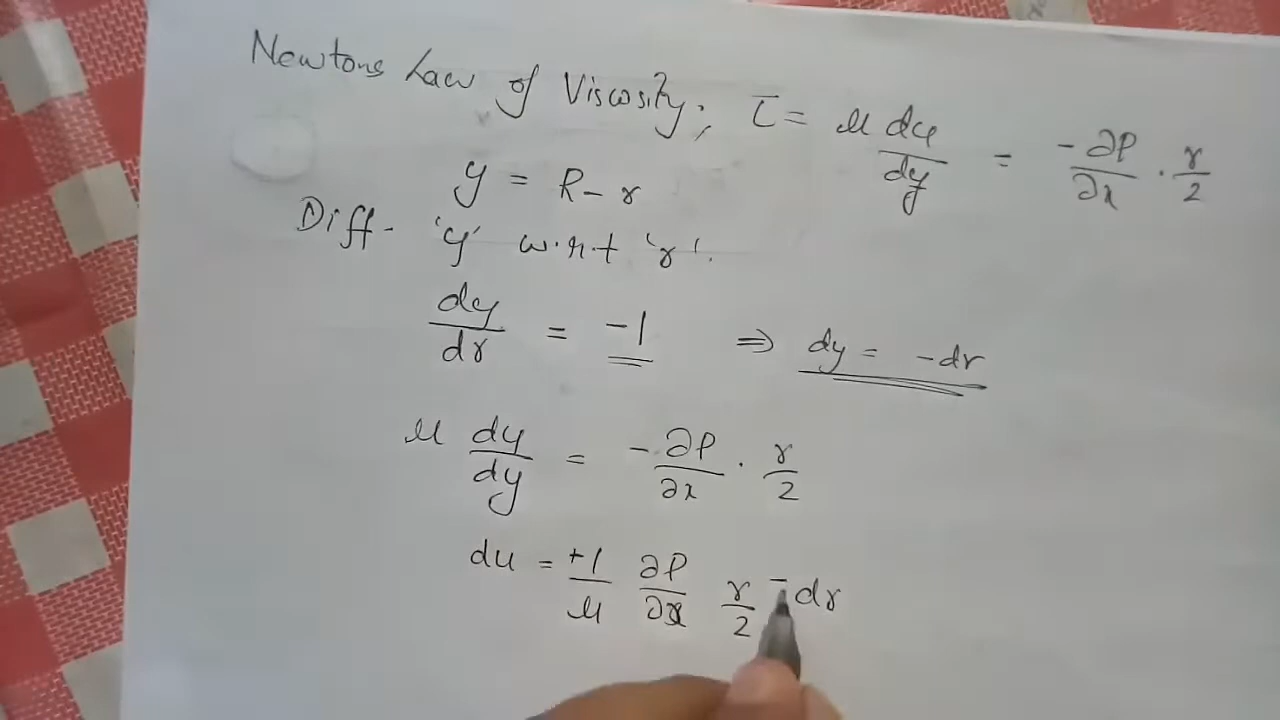 Newtons Law of Viscosity; τ = μ du/dy = -∂P/∂x · r/2
y = R - r
Diff. 'y' w.r.t 'r'.
dy/dr = -1 ⇒ dy = -dr
μ du/dy = -∂P/∂x · r/2
du = +1/μ ∂P/∂x r/2 -dr